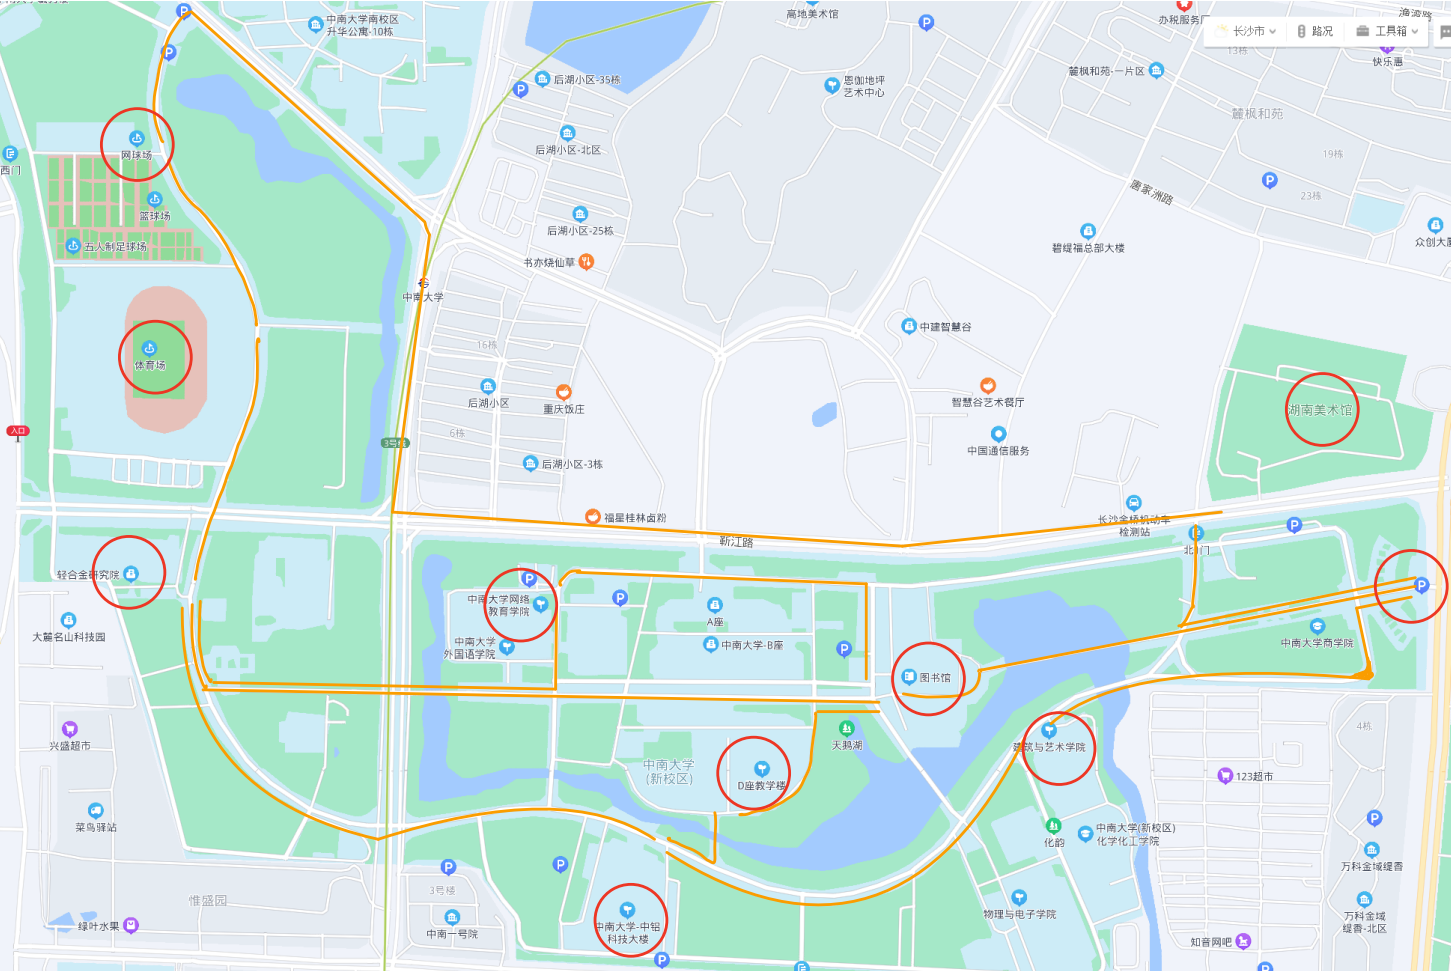 办税服务厅
渔湾路
长沙市
路况
工具箱
中南大学南校区
升华公寓-10栋
高地美术馆
13栋
快乐惠
后湖小区-35栋
恩伽地坪
艺术中心
麓枫和苑-一片区
麓枫和苑
西门
网球场
后湖小区-北区
19栋
篮球场
唐家洲路
23栋
五人制足球场
后湖小区-25栋
碧緹福总部大楼
众创大厦
书亦烧仙草
中南大学
中建智慧谷
体育场
16栋
后湖小区
重庆饭庄
智慧谷艺术餐厅
湖南美术馆
入口
3号线
6栋
后湖小区-3栋
中国通信服务
福星桂林卤粉
靳江路
长沙金桥机动车
检测站
北门
轻合金研究院
中南大学网络
教育学院
A座
大麓名山科技园
中南大学
外国语学院
中南大学-B座
中南大学商学院
图书馆
兴盛超市
天鹅湖
建筑与艺术学院
4栋
中南大学
(新校区)
D座教学楼
123超市
菜鸟驿站
化韵
中南大学(新校区)
化学化工学院
万科金域缇香
惟盛园
3号楼
绿叶水果
中南一号院
中南大学-中铝
科技大楼
物理与电子学院
万科金域
缇香-北区
知音网吧